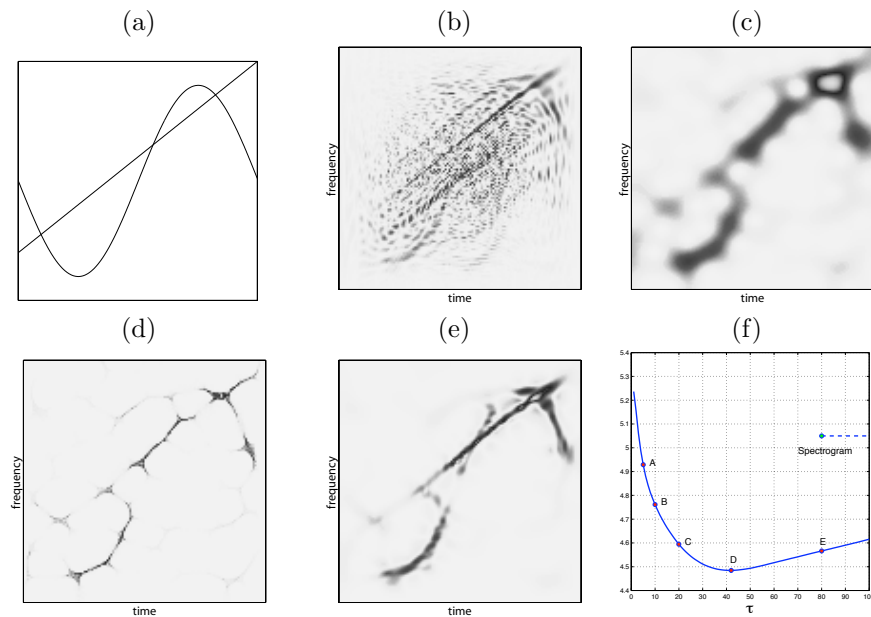 (a)
(b)
(c)
frequency
time
frequency
time
(d)
(e)
(f)
frequency
time
frequency
time
5.4
5.3
5.2
5.1
5
4.9
4.8
4.7
4.6
4.5
4.4
A
B
C
D
E
Spectrogram
0 10 20 30 40 50 60 70 80 90 100
τ